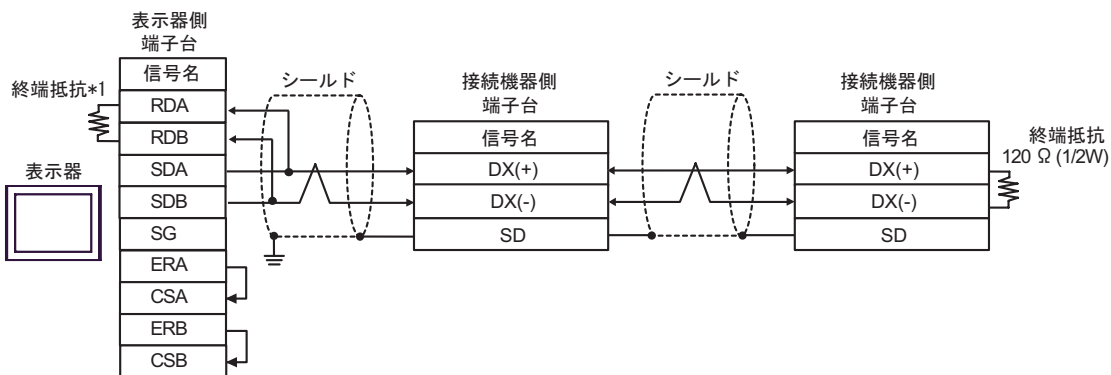 表示器側
端子台
信号名
終端抵抗*1
RDA
RDB
表示器
SDA
SDB
SG
ERA
CSA
ERB
CSB
シールド
接続機器側
端子台
信号名
DX(+)
DX(-)
SD
シールド
接続機器側
端子台
信号名
DX(+)
DX(-)
SD
終端抵抗
120 Ω (1/2W)